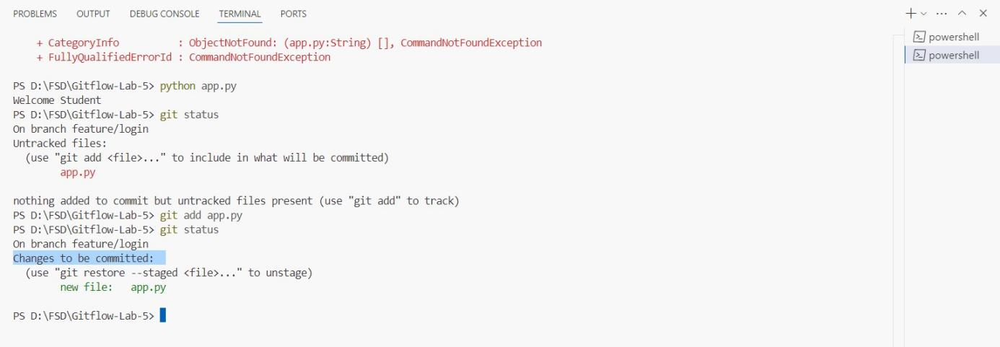 PROBLEMS OUTPUT DEBUG CONSOLE TERMINAL PORTS
    + CategoryInfo          : ObjectNotFound: (app.py:String) [], CommandNotFoundException
    + FullyQualifiedErrorId : CommandNotFoundException

PS D:\FSD\Gitflow-Lab-5> python app.py
Welcome Student
PS D:\FSD\Gitflow-Lab-5> git status
On branch feature/login
Untracked files:
  (use "git add <file>..." to include in what will be committed)
        app.py

nothing added to commit but untracked files present (use "git add" to track)
PS D:\FSD\Gitflow-Lab-5> git add app.py
PS D:\FSD\Gitflow-Lab-5> git status
On branch feature/login
Changes to be committed:
  (use "git restore --staged <file>..." to unstage)
        new file:   app.py

PS D:\FSD\Gitflow-Lab-5>
powershell
powershell